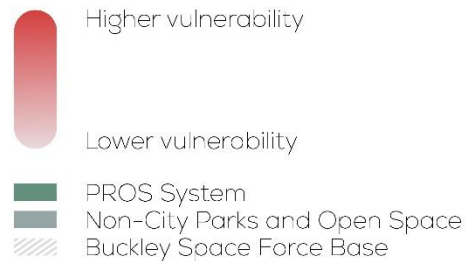 Higher vulnerability
Lower vulnerability
PROS System
Non-City Parks and Open Space
Buckley Space Force Base